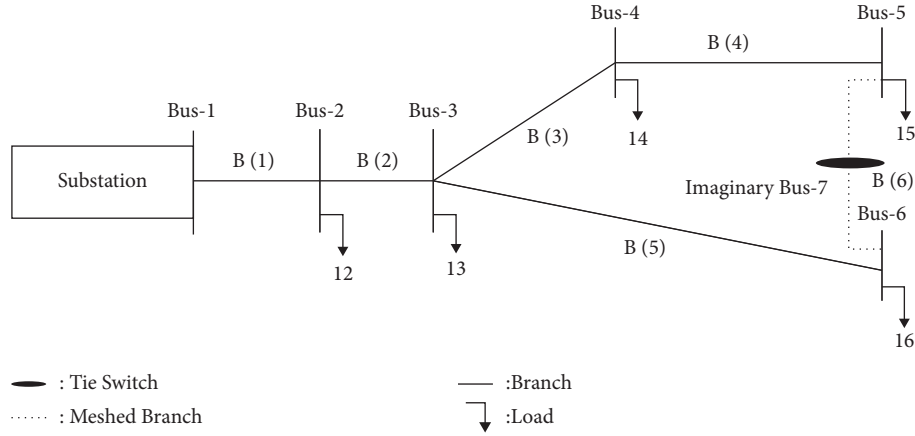 Bus-4
Bus-5
B (4)
Bus-1
Bus-2
Bus-3
B (1)
B (2)
B (3)
14
15
Substation
Imaginary Bus-7
B (6)
Bus-6
B (5)
12
13
16
: Tie Switch
:Branch
: Meshed Branch
:Load